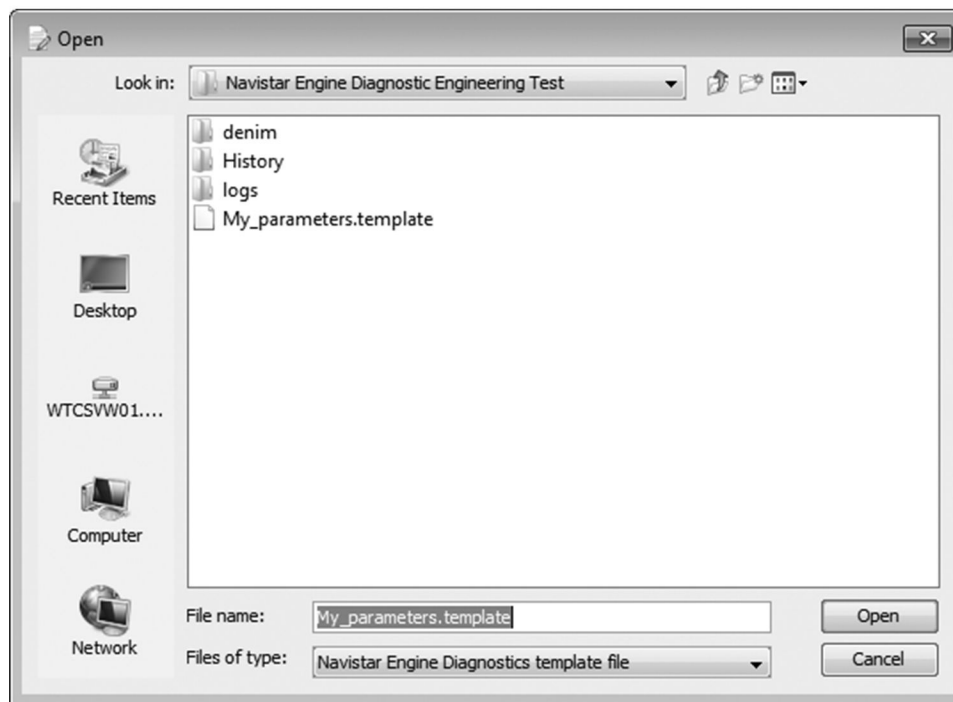 Open
Look in: Navistar Engine Diagnostic Engineering Test
Recent Items
Desktop
WTCSVW01....
Computer
Network
denim
History
logs
My_parameters.template
File name: My_parameters.template
Open
Files of type: Navistar Engine Diagnostics template file
Cancel